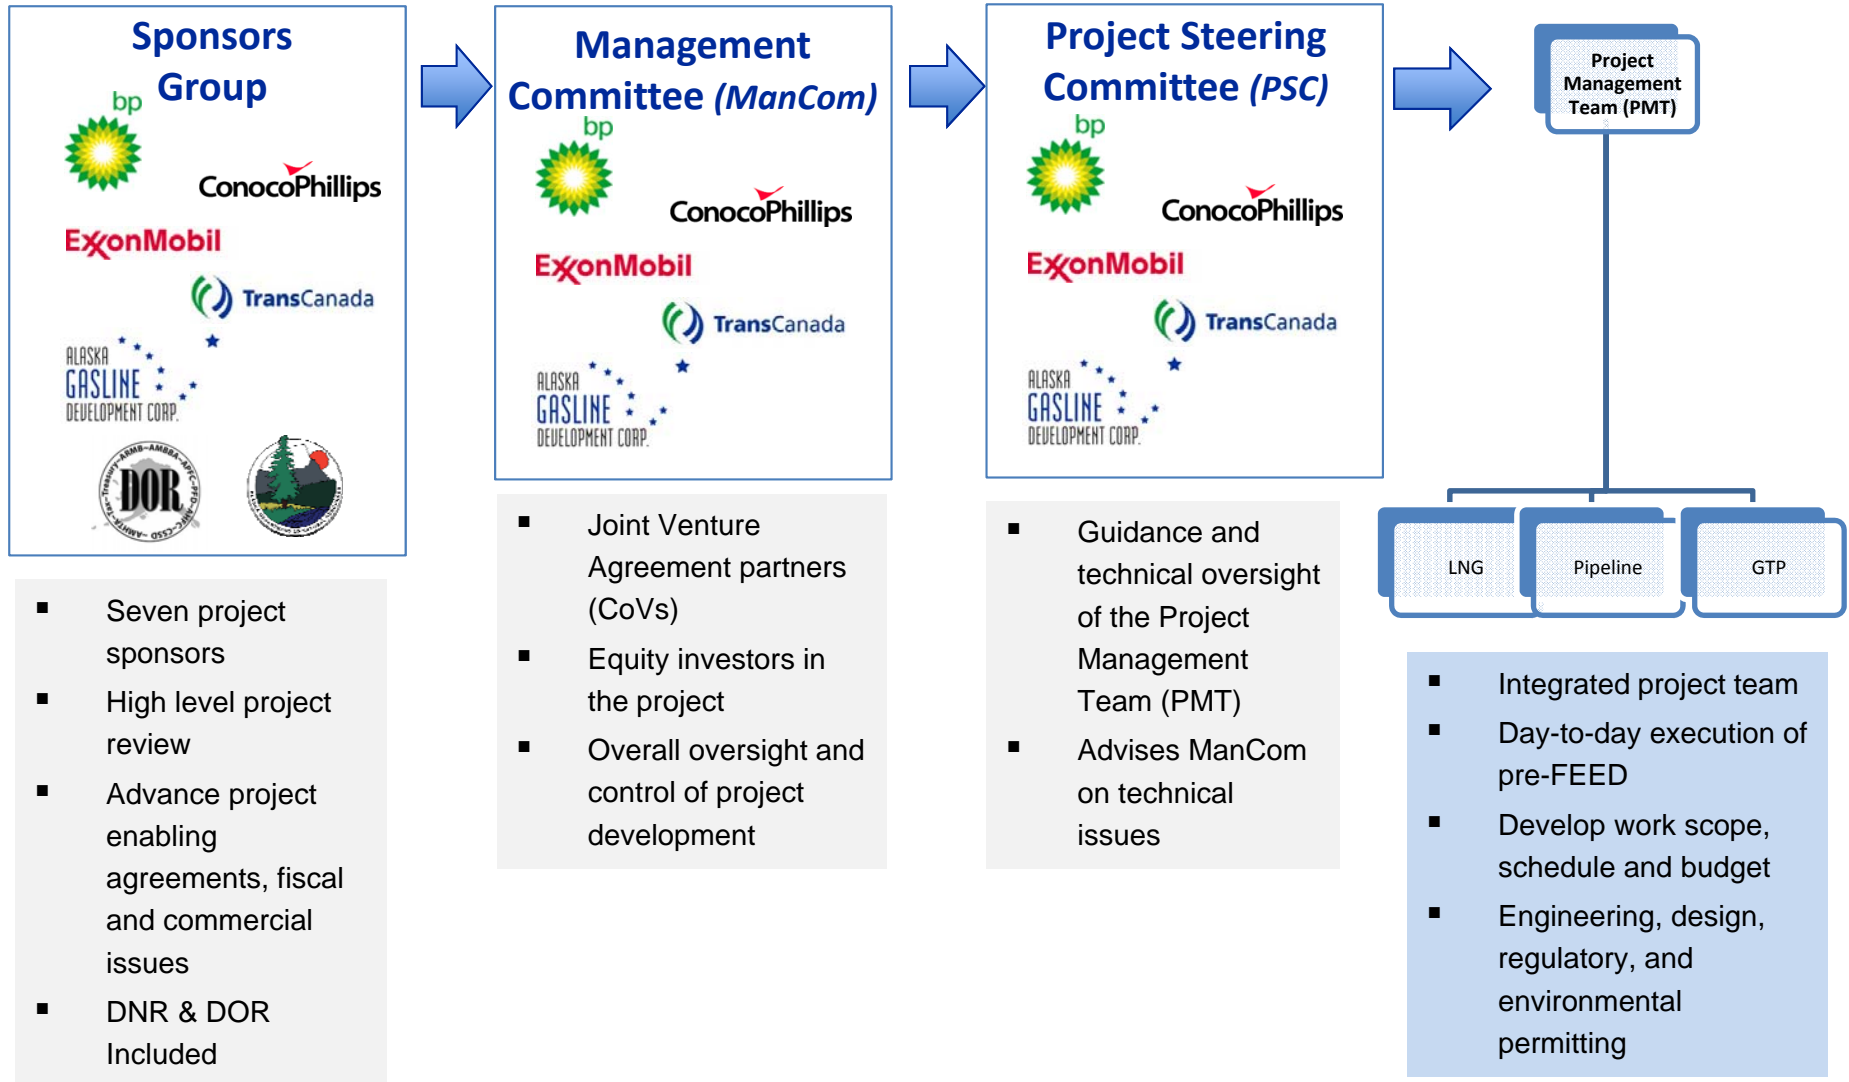 Sponsors
Group
bp
ConocoPhillips
ExxonMobil
TransCanada
ALASKA
GASLINE
DEVELOPMENT CORP.
DOR
▪ Seven project
sponsors
▪ High level project
review
▪ Advance project
enabling
agreements, fiscal
and commercial
issues
▪ DNR & DOR
Included
Management
Committee (ManCom)
bp
ConocoPhillips
ExxonMobil
TransCanada
ALASKA
GASLINE
DEVELOPMENT CORP.
▪ Joint Venture
Agreement partners
(CoVs)
▪ Equity investors in
the project
▪ Overall oversight and
control of project
development
Project Steering
Committee (PSC)
bp
ConocoPhillips
ExxonMobil
TransCanada
ALASKA
GASLINE
DEVELOPMENT CORP.
▪ Guidance and
technical oversight
of the Project
Management
Team (PMT)
▪ Advises ManCom
on technical
issues
Project
Management
Team (PMT)
LNG
Pipeline
GTP
▪ Integrated project team
▪ Day-to-day execution of
pre-FEED
▪ Develop work scope,
schedule and budget
▪ Engineering, design,
regulatory, and
environmental
permitting